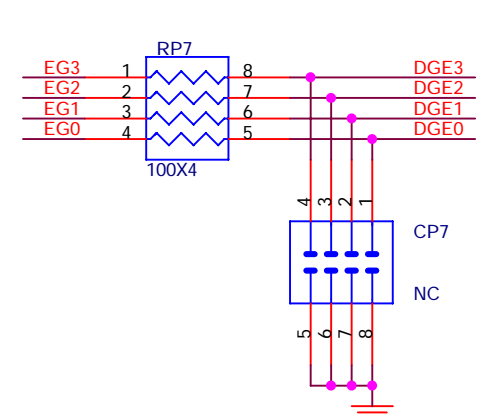 RP7
EG3 1 8 DGE3
EG2 2 7 DGE2
EG1 3 6 DGE1
EG0 4 5 DGE0
100X4
4 3 2 1
CP7
NC
5 6 7 8